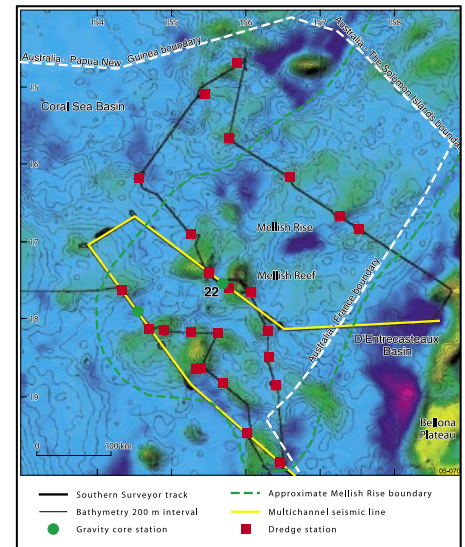 154 155 156 157 158
Australia - Papua New Guinea boundary
Australia - The Solomon Islands bounda
15
Coral Sea Basin
16
17
Mellish Rise
Mellish Reef
22
Australia - France boundary
18
D'Entrecasteaux
Basin
19
Bellona
Plateau
0 100 km
05-070
Southern Surveyor track
Approximate Mellish Rise boundary
Bathymetry 200 m interval
Multichannel seismic line
Gravity core station
Dredge station